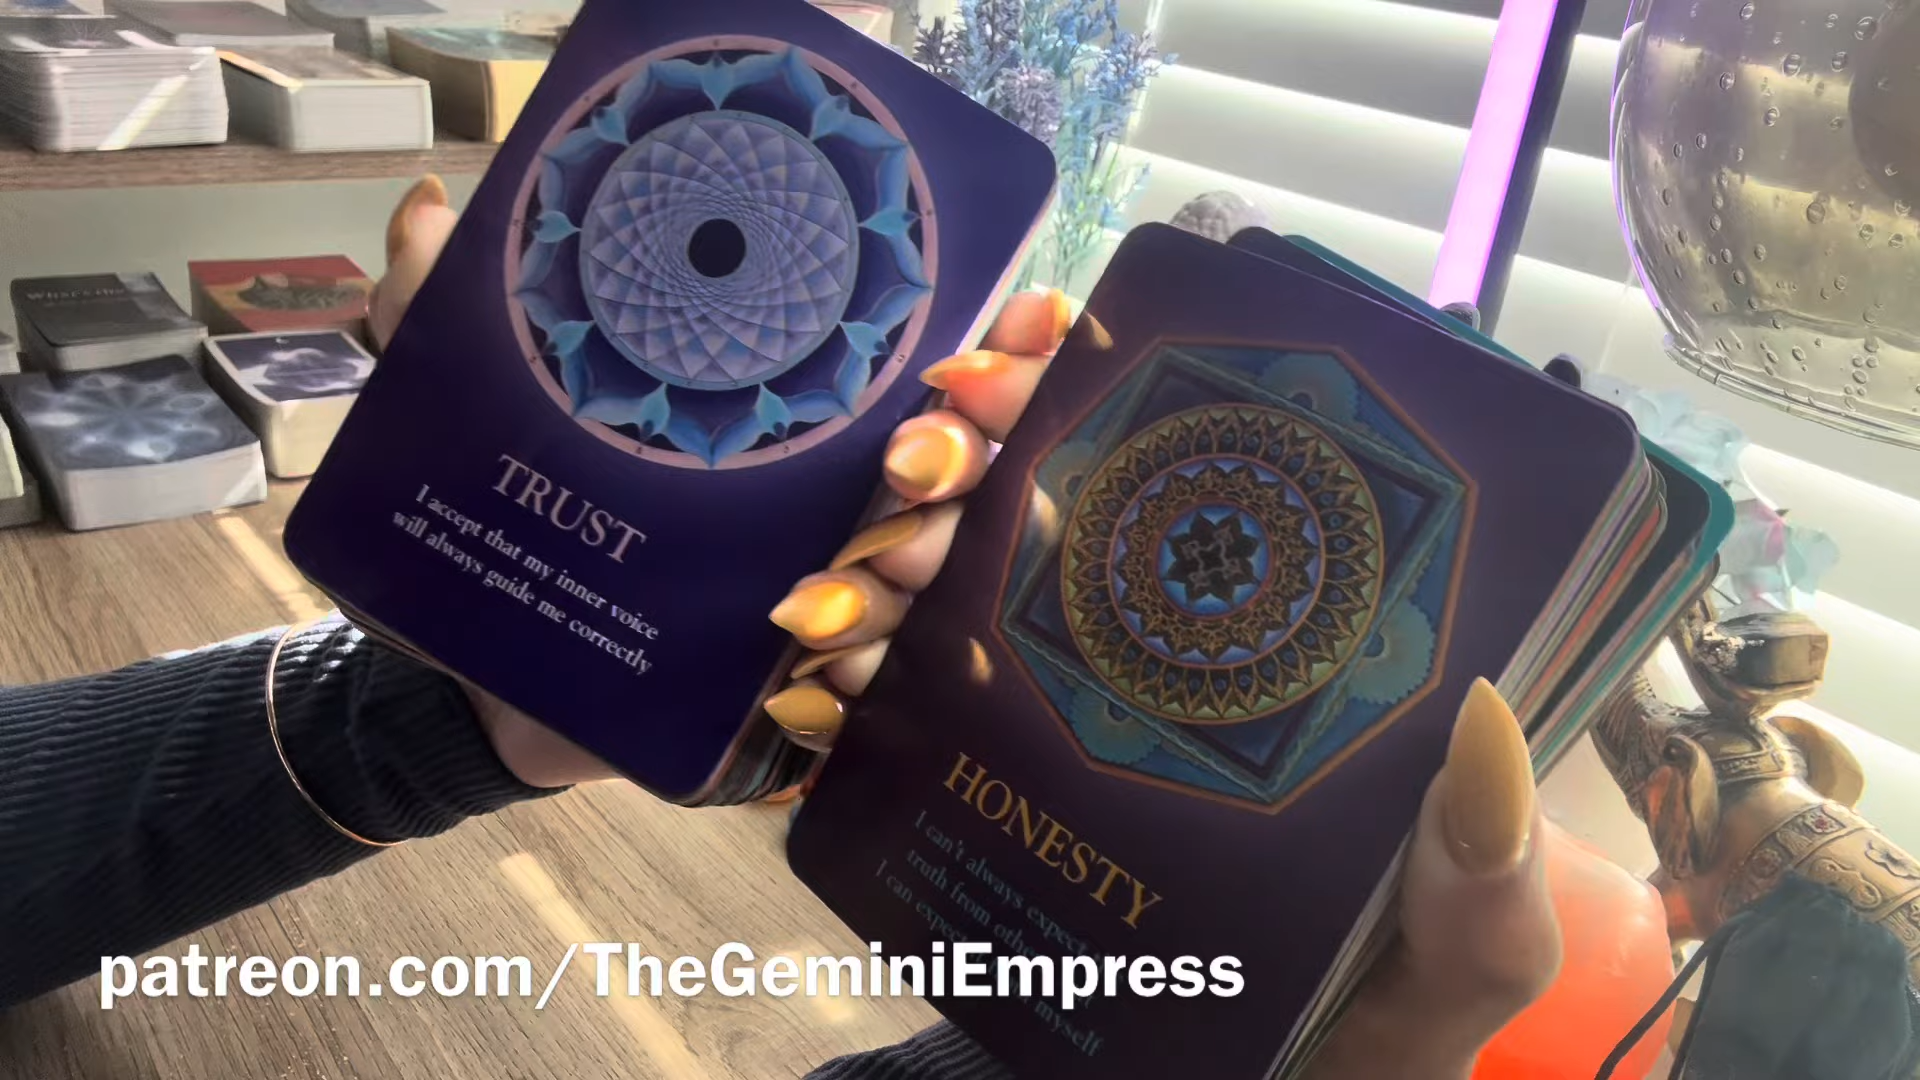 TRUST
I accept that my inner voice
will always guide me correctly
HONESTY
I can't always expect
truth from
I can expect
myself
patreon.com/TheGeminiEmpress